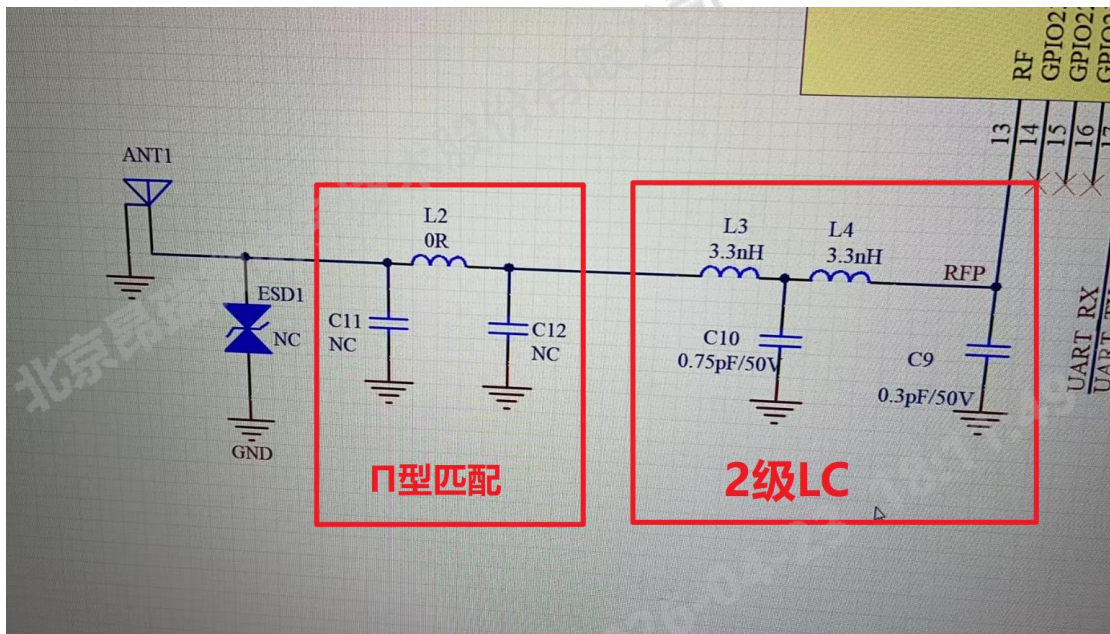 RF
GPIO2
GPIO2
GPIO2
13
14
15
16
17
ANT1
L2
0R
L3
3.3nH
L4
3.3nH
RFP
ESD1
NC
C11
NC
C12
NC
C10
0.75pF/50V
C9
0.3pF/50V
UART_RX
GND
Π型匹配
2级LC